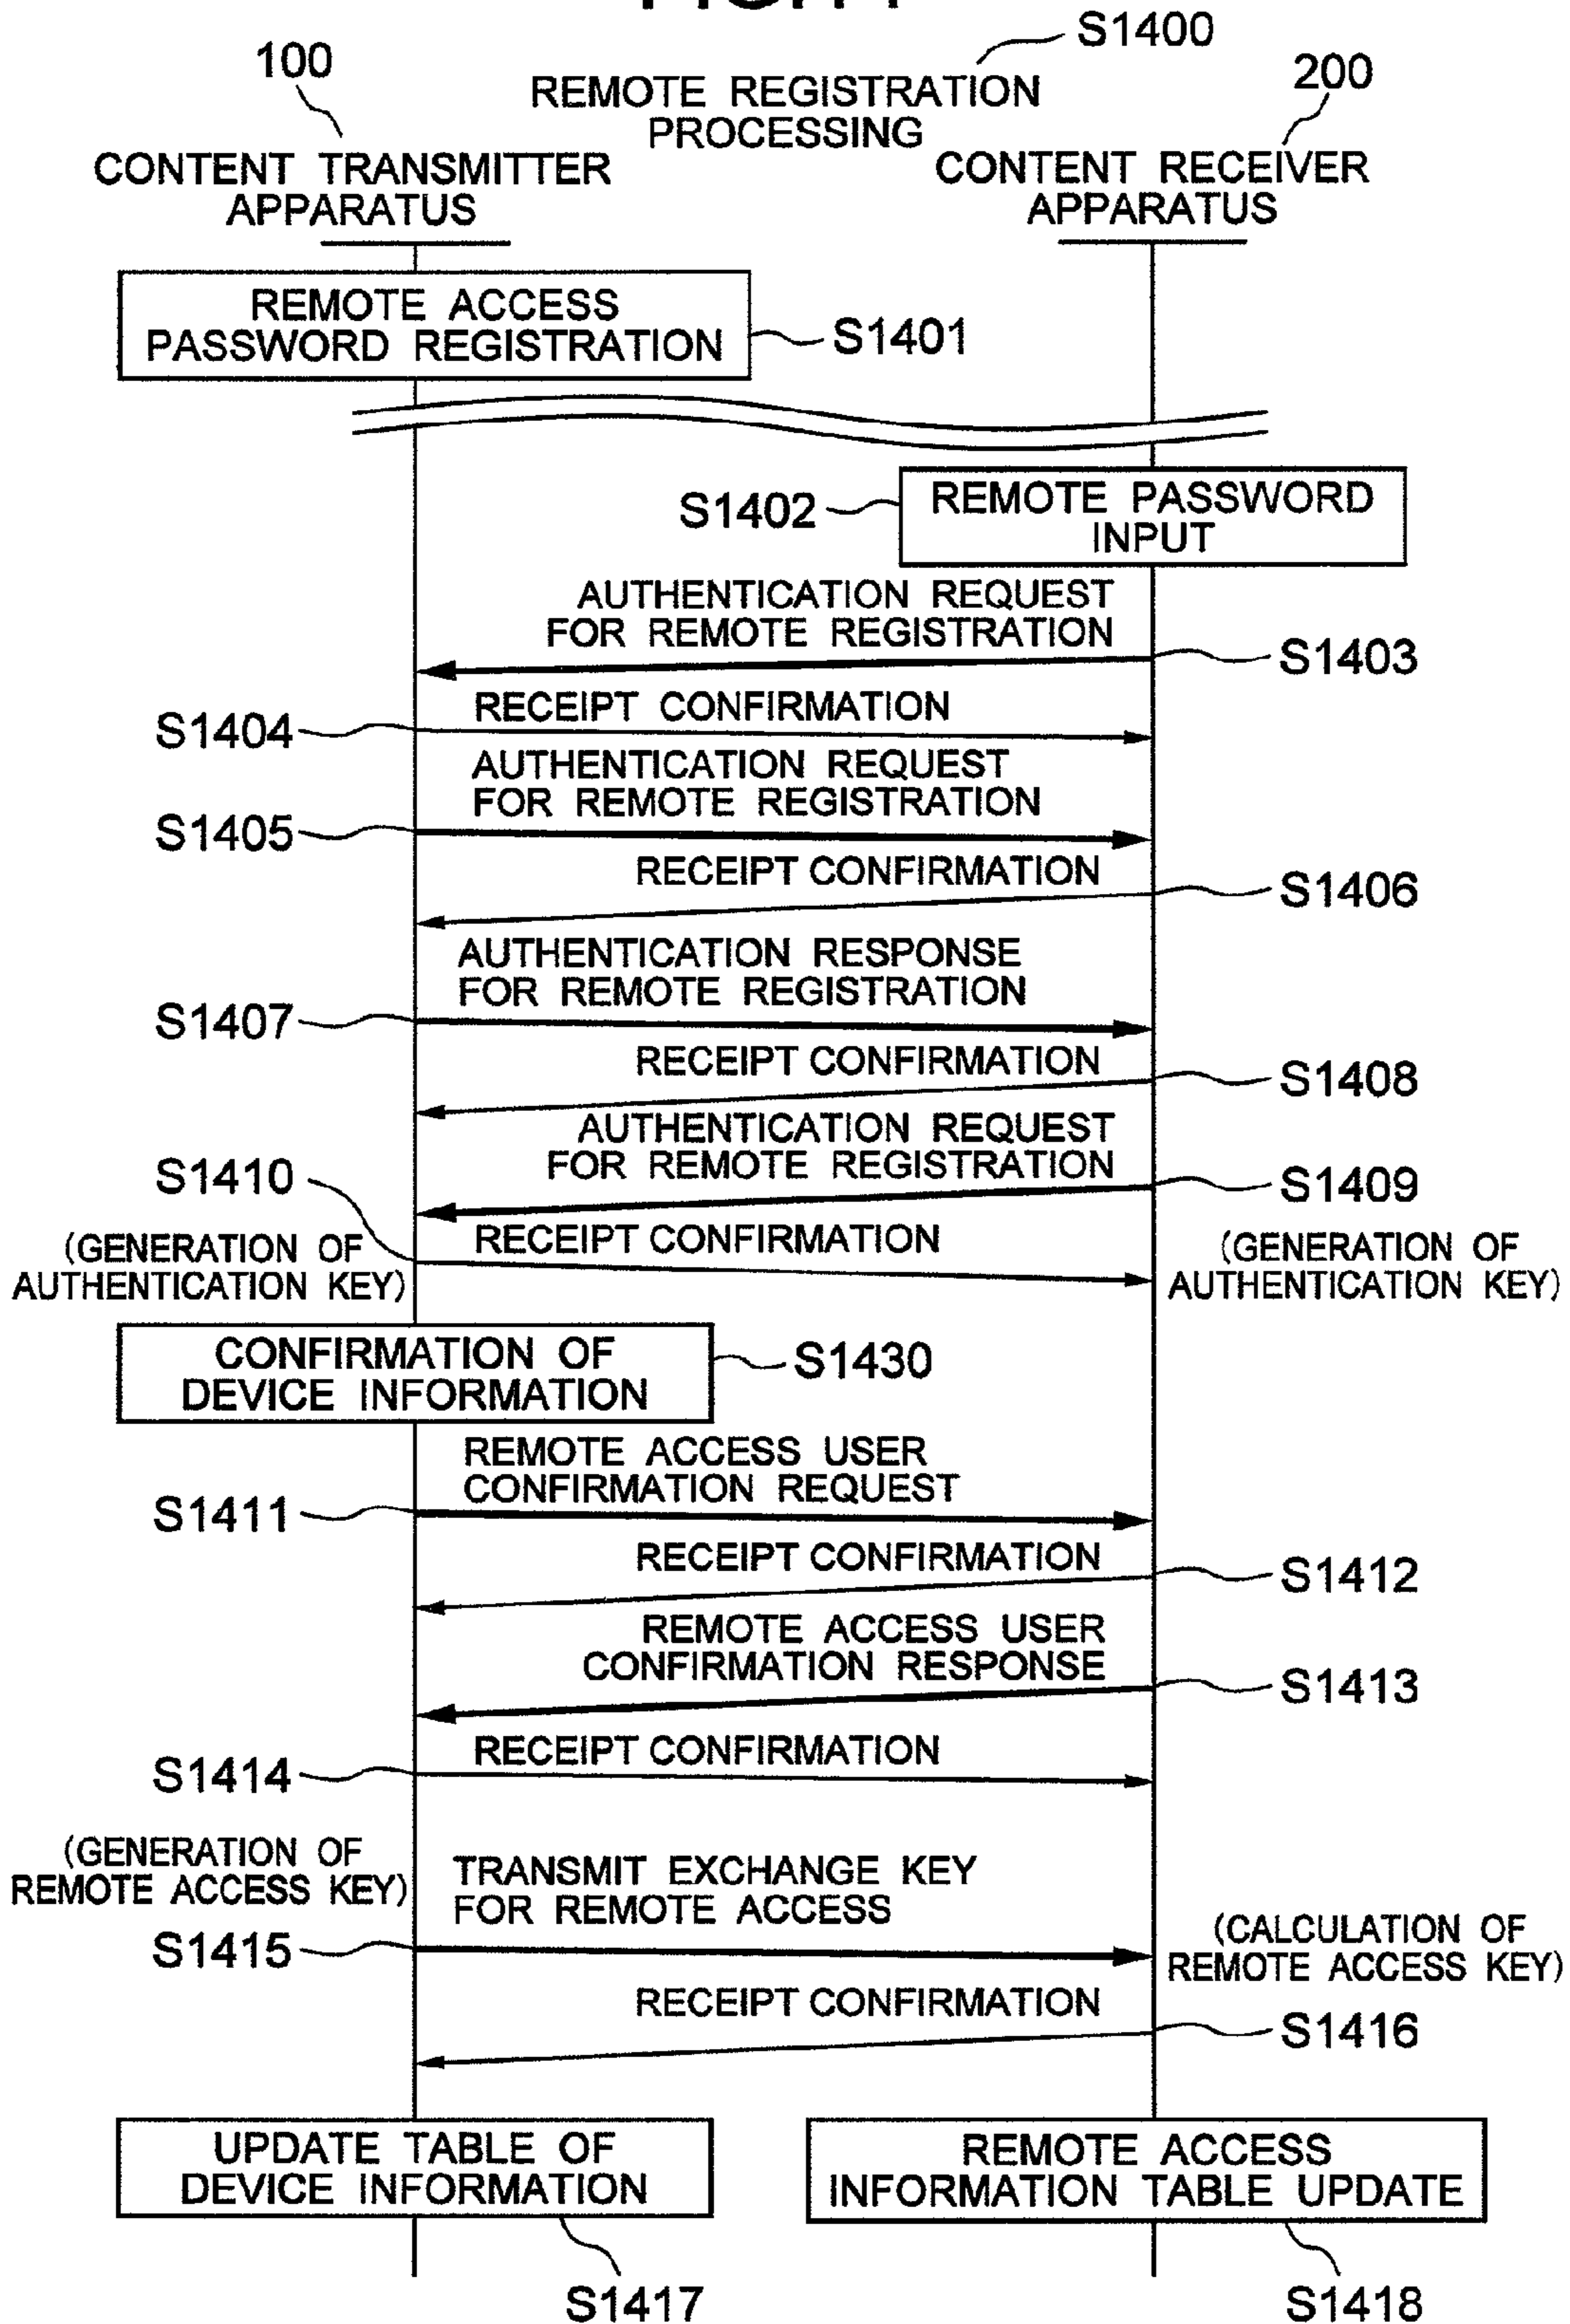 S1400
100
REMOTE REGISTRATION
PROCESSING
200
CONTENT TRANSMITTER
APPARATUS
CONTENT RECEIVER
APPARATUS
REMOTE ACCESS
PASSWORD REGISTRATION
S1401
S1402
REMOTE PASSWORD
INPUT
AUTHENTICATION REQUEST
FOR REMOTE REGISTRATION
S1403
RECEIPT CONFIRMATION
S1404
AUTHENTICATION REQUEST
FOR REMOTE REGISTRATION
S1405
RECEIPT CONFIRMATION
S1406
AUTHENTICATION RESPONSE
FOR REMOTE REGISTRATION
S1407
RECEIPT CONFIRMATION
S1408
AUTHENTICATION REQUEST
FOR REMOTE REGISTRATION
S1409
S1410
RECEIPT CONFIRMATION
(GENERATION OF
AUTHENTICATION KEY)
(GENERATION OF
AUTHENTICATION KEY)
CONFIRMATION OF
DEVICE INFORMATION
S1430
REMOTE ACCESS USER
CONFIRMATION REQUEST
S1411
RECEIPT CONFIRMATION
S1412
REMOTE ACCESS USER
CONFIRMATION RESPONSE
S1413
RECEIPT CONFIRMATION
S1414
(GENERATION OF
REMOTE ACCESS KEY)
TRANSMIT EXCHANGE KEY
FOR REMOTE ACCESS
S1415
(CALCULATION OF
REMOTE ACCESS KEY)
RECEIPT CONFIRMATION
S1416
UPDATE TABLE OF
DEVICE INFORMATION
REMOTE ACCESS
INFORMATION TABLE UPDATE
S1417
S1418